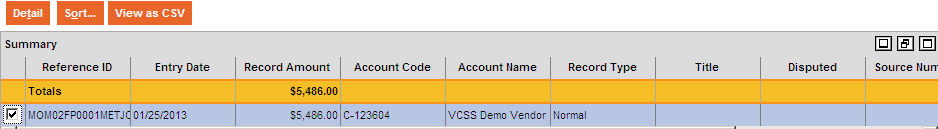 Detail Sort... View as CSV
Summary
Reference ID Entry Date Record Amount Account Code Account Name Record Type Title Disputed Source Num
Totals $5,486.00
MOM02FP0001METJC 01/25/2013 $5,486.00 C-123604 VCSS Demo Vendor Normal